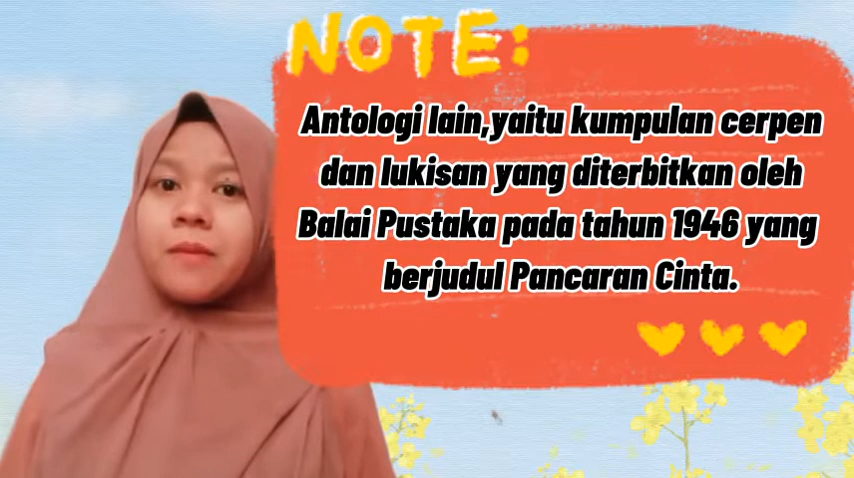 NOTE:
Antologi lain,yaitu kumpulan cerpen
dan lukisan yang diterbitkan oleh
Balai Pustaka pada tahun 1946 yang
berjudul Pancaran Cinta.